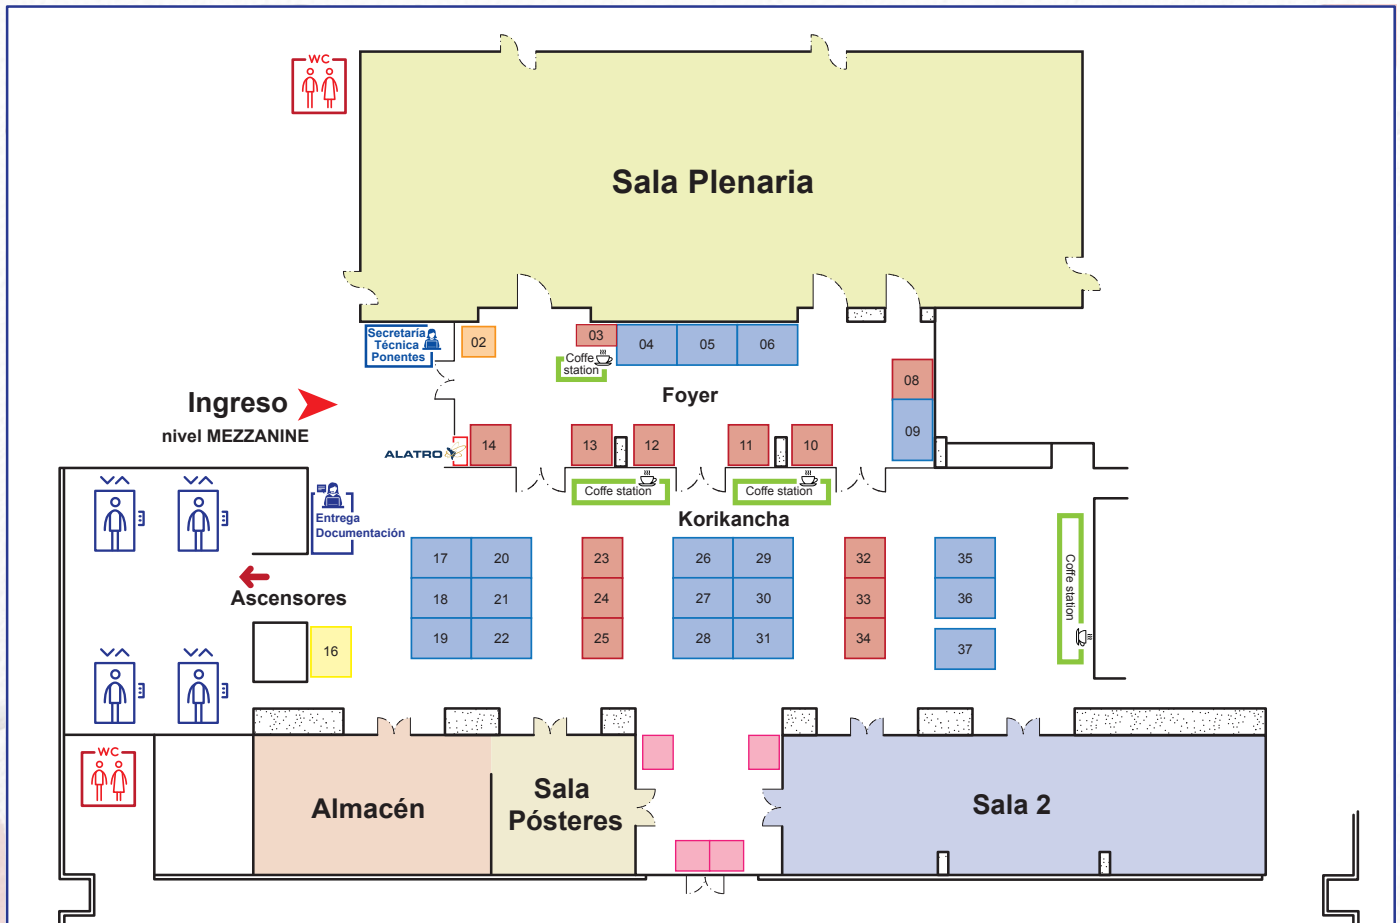 WC
Sala Plenaria
Secretaría
Técnica
Ponentes
02
03
04
05
06
Coffe
station
Foyer
08
09
Ingreso
nivel MEZZANINE
ALATRO
14
13
12
11
10
Coffe station
Coffe station
Korikancha
Entrega
Documentación
Ascensores
16
17
20
18
21
19
22
23
24
25
26
29
27
30
28
31
32
33
34
35
36
37
Coffe station
WC
Almacén
Sala
Pósteres
Sala 2